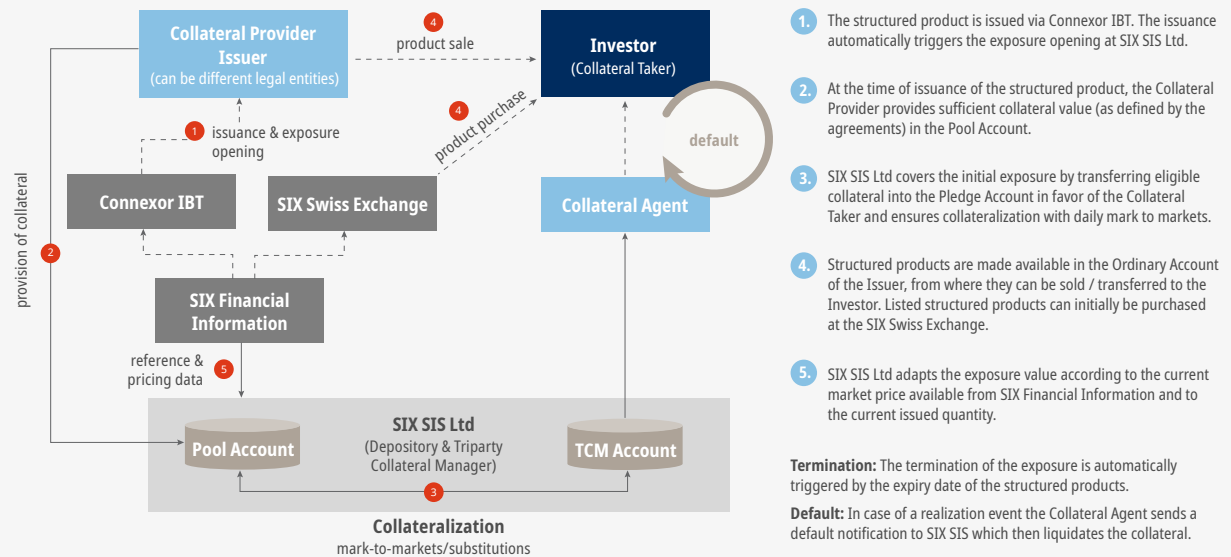 Collateral Provider
Issuer
(can be different legal entities)
4
product sale
Investor
(Collateral Taker)
4
product purchase
default
1
issuance & exposure
opening
Connexor IBT
SIX Swiss Exchange
Collateral Agent
provision of collateral
2
SIX Financial
Information
reference &
pricing data
5
SIX SIS Ltd
(Depository & Triparty
Collateral Manager)
Pool Account
TCM Account
3
Collateralization
mark-to-markets/substitutions
1. The structured product is issued via Connexor IBT. The issuance
automatically triggers the exposure opening at SIX SIS Ltd.
2. At the time of issuance of the structured product, the Collateral
Provider provides sufficient collateral value (as defined by the
agreements) in the Pool Account.
3. SIX SIS Ltd covers the initial exposure by transferring eligible
collateral into the Pledge Account in favor of the Collateral
Taker and ensures collateralization with daily mark to markets.
4. Structured products are made available in the Ordinary Account
of the Issuer, from where they can be sold / transferred to the
Investor. Listed structured products can initially be purchased
at the SIX Swiss Exchange.
5. SIX SIS Ltd adapts the exposure value according to the current
market price available from SIX Financial Information and to
the current issued quantity.
Termination: The termination of the exposure is automatically
triggered by the expiry date of the structured products.
Default: In case of a realization event the Collateral Agent sends a
default notification to SIX SIS which then liquidates the collateral.